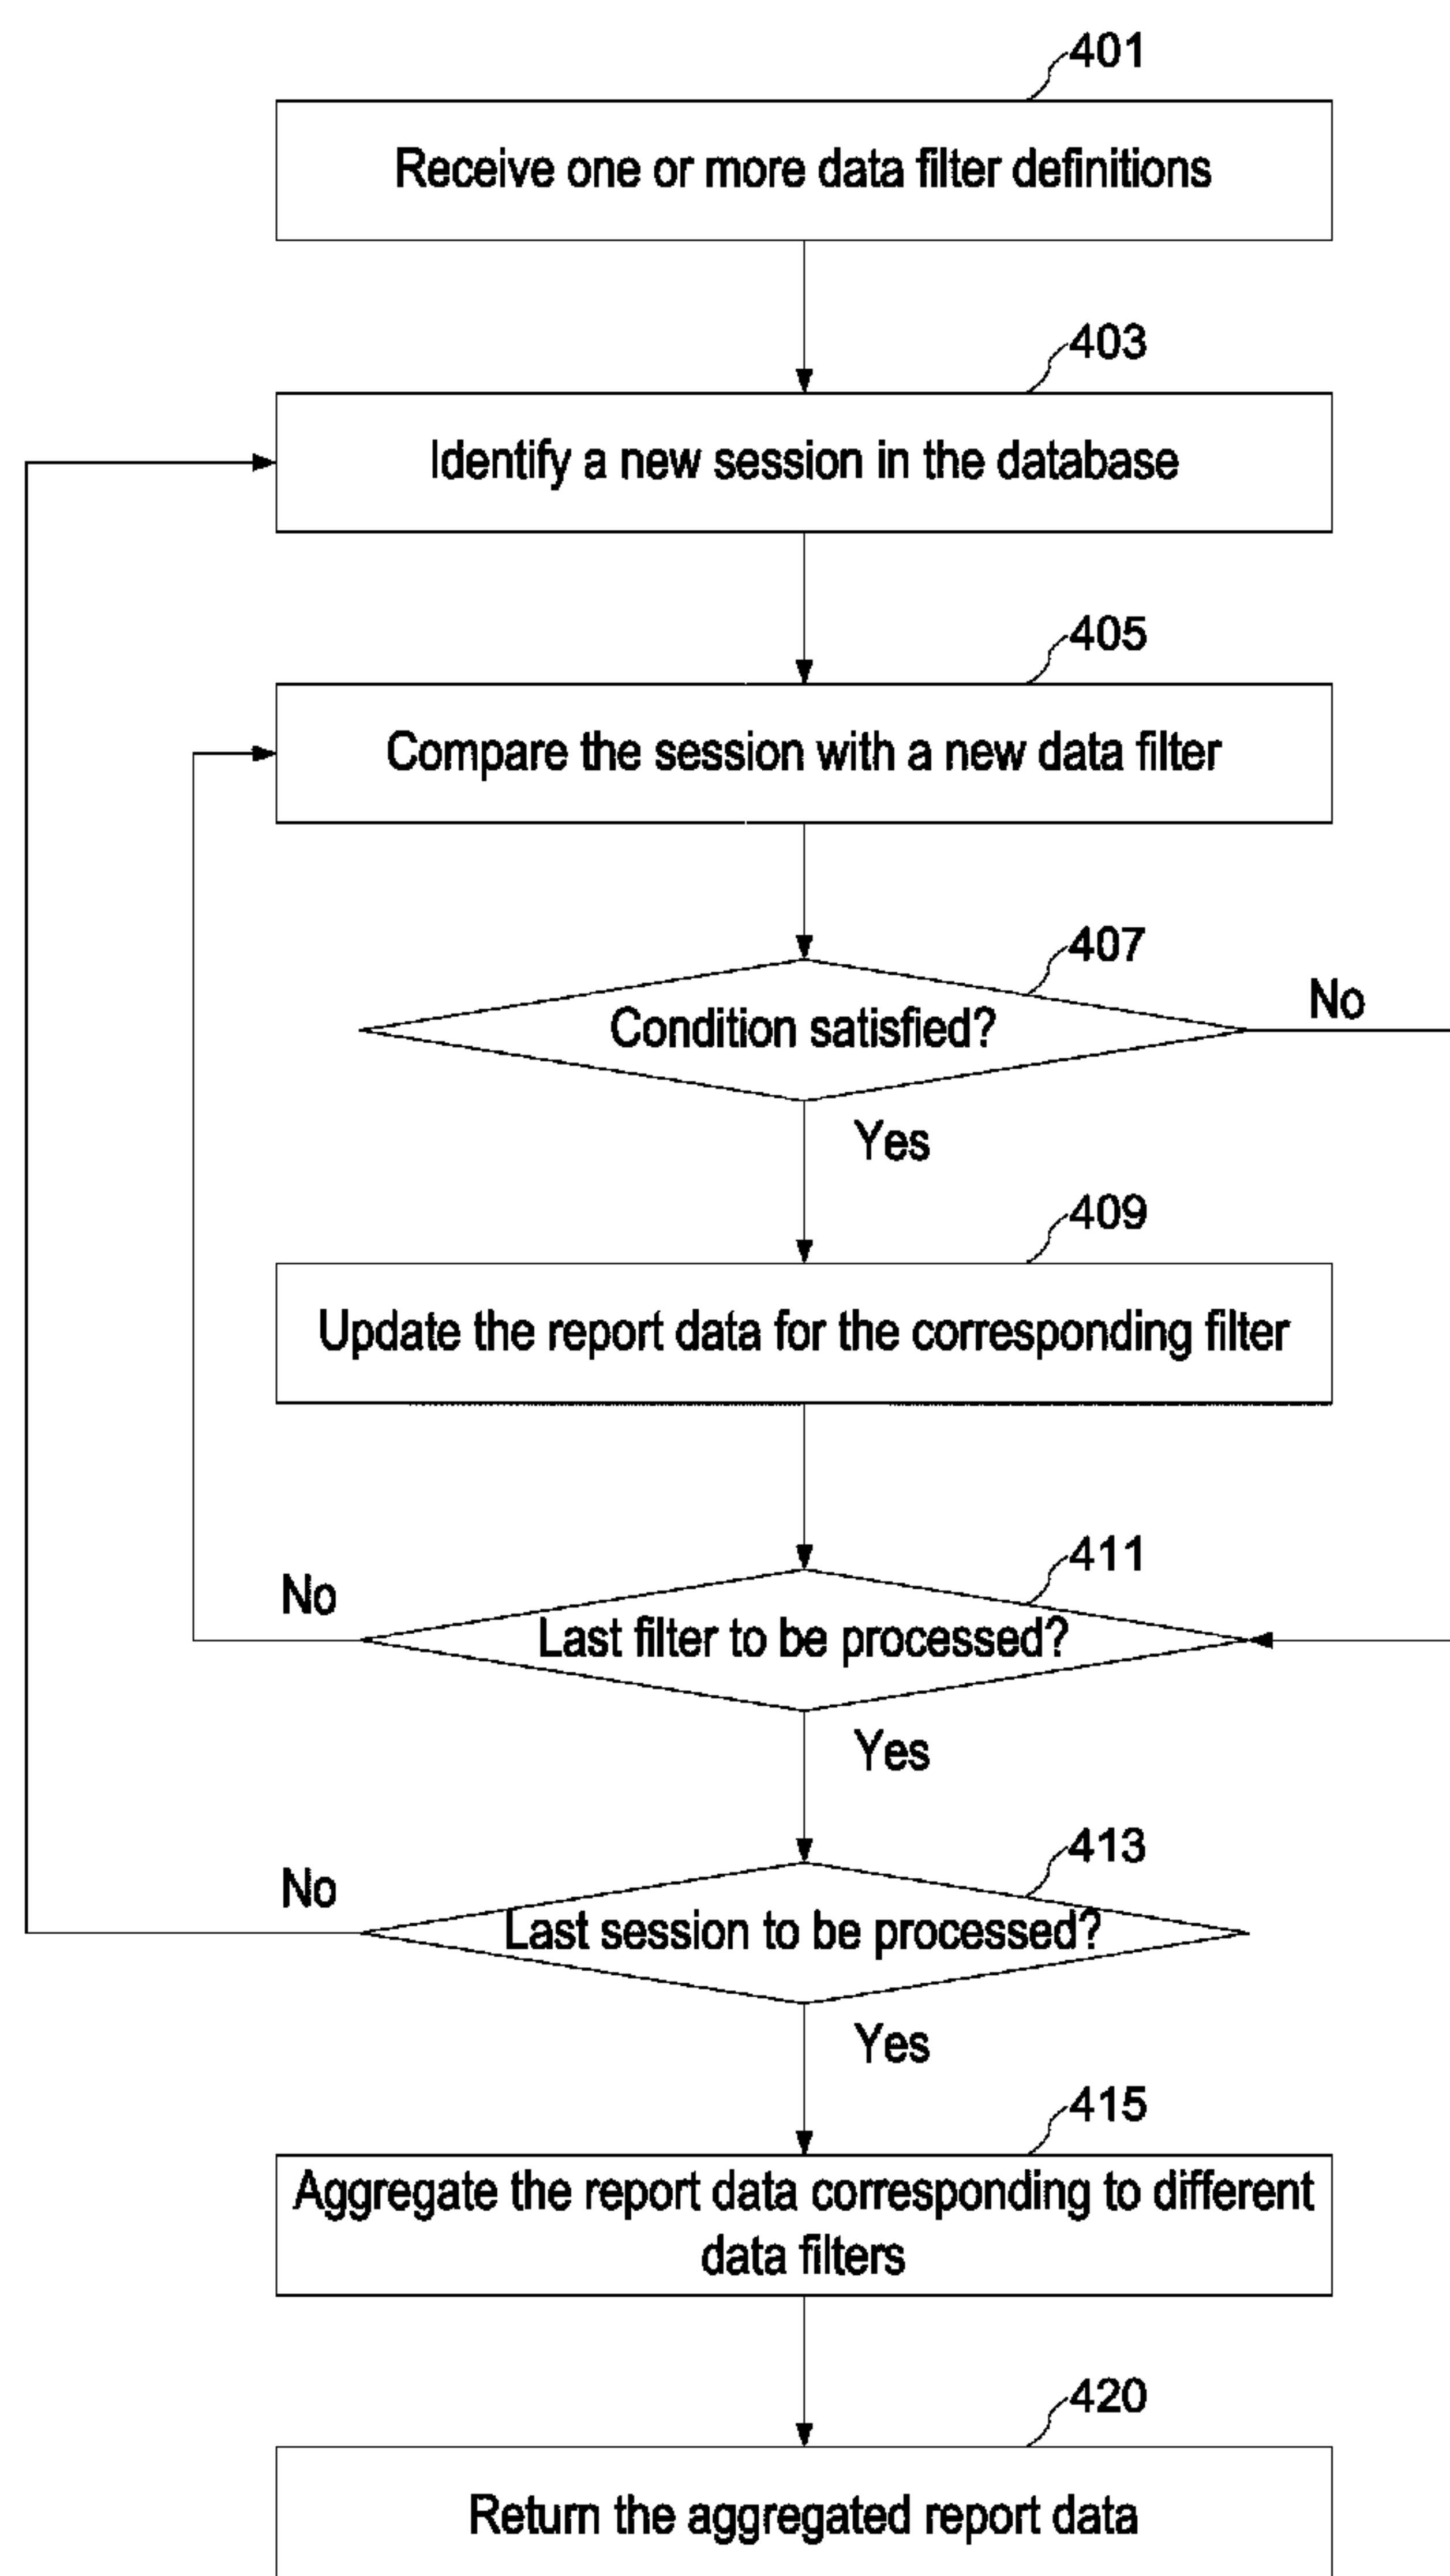 401
Receive one or more data filter definitions
403
Identify a new session in the database
405
Compare the session with a new data filter
407
Condition satisfied?
No
Yes
409
Update the report data for the corresponding filter
411
Last filter to be processed?
No
Yes
413
Last session to be processed?
No
Yes
415
Aggregate the report data corresponding to different
data filters
420
Return the aggregated report data